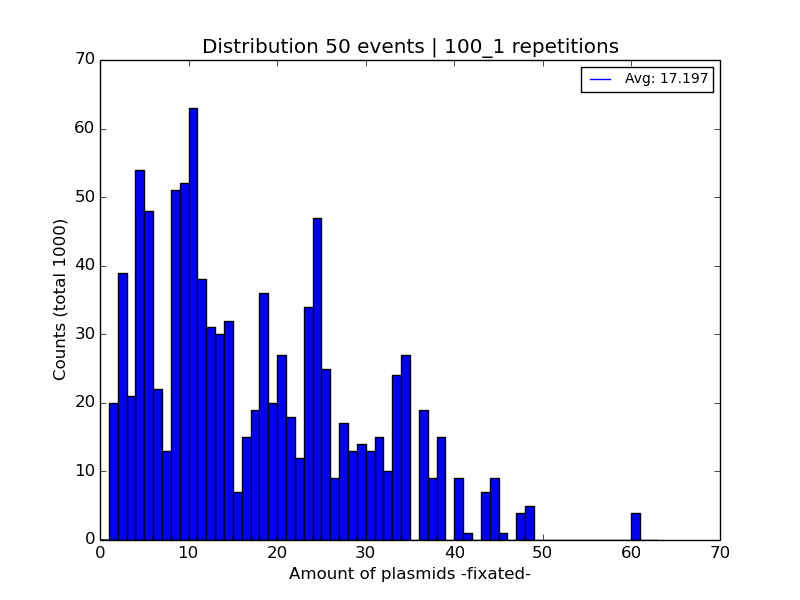 Distribution 50 events | 100_1 repetitions
Avg: 17.197
70
60
50
40
30
20
10
0
Counts (total 1000)
0 10 20 30 40 50 60 70
Amount of plasmids -fixated-